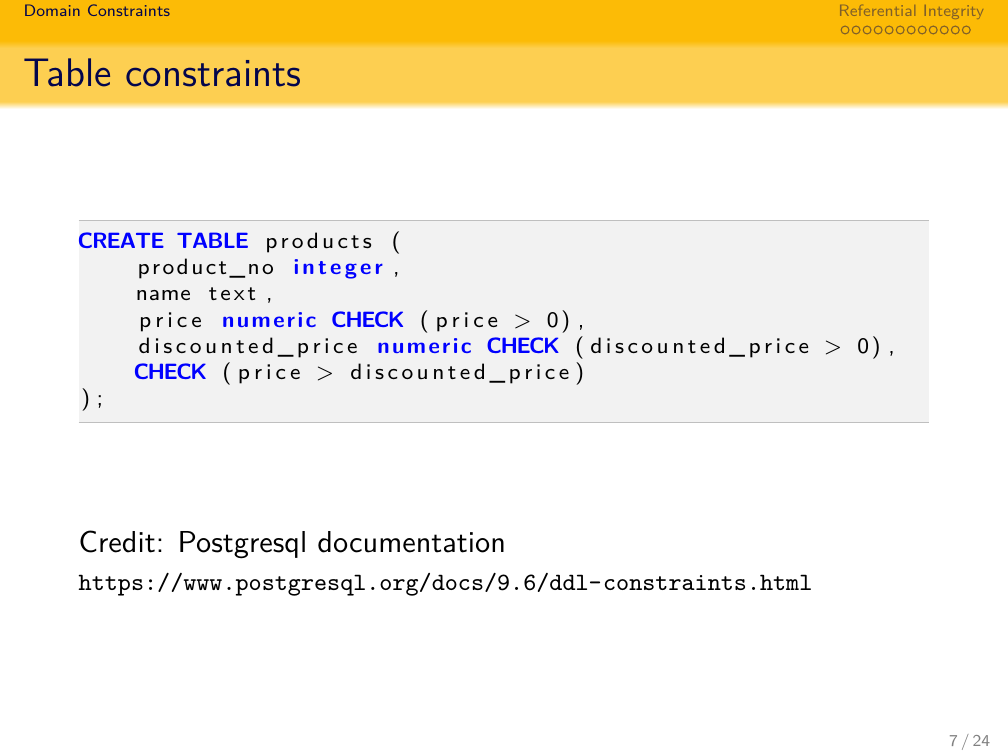 Domain Constraints
Referential Integrity
Table constraints
CREATE TABLE products (
    product_no integer,
    name text,
    price numeric CHECK (price > 0),
    discounted_price numeric CHECK (discounted_price > 0),
    CHECK (price > discounted_price)
);
Credit: Postgresql documentation
https://www.postgresql.org/docs/9.6/ddl-constraints.html
7 / 24